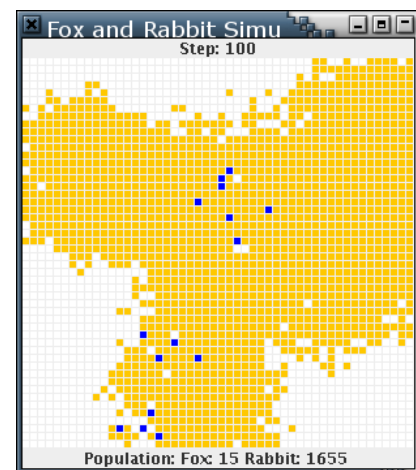 Fox and Rabbit Simu
Step: 100
Population: Fox: 15 Rabbit: 1655